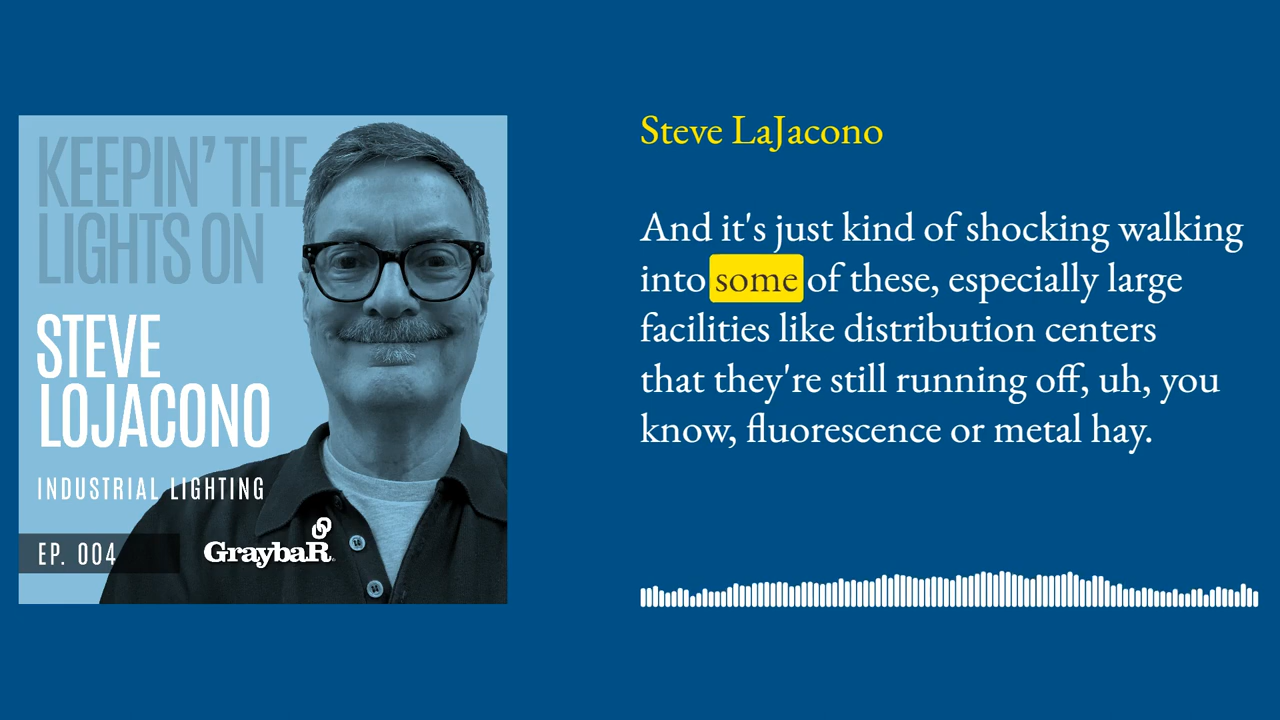 KEEPIN' THE
LIGHTS ON
STEVE
LOJACONO
INDUSTRIAL LIGHTING
EP. 004
GraybaR
Steve LaJacono
And it's just kind of shocking walking
into some of these, especially large
facilities like distribution centers
that they're still running off, uh, you
know, fluorescence or metal hay.